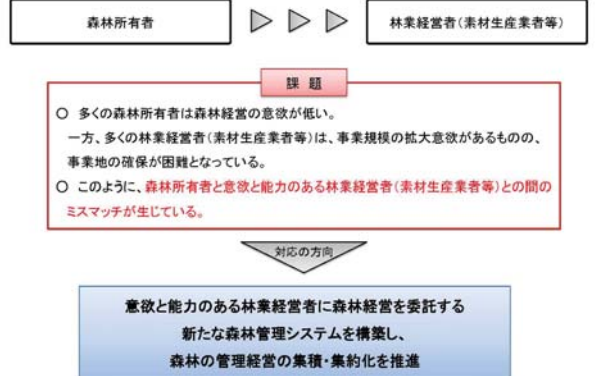 森林所有者
林業経営者(素材生産業者等)
課 題
○ 多くの森林所有者は森林経営の意欲が低い。
一方、多くの林業経営者(素材生産業者等)は、事業規模の拡大意欲があるものの、
事業地の確保が困難となっている。
○ このように、森林所有者と意欲と能力のある林業経営者(素材生産業者等)との間の
ミスマッチが生じている。
対応の方向
意欲と能力のある林業経営者に森林経営を委託する
新たな森林管理システムを構築し、
森林の管理経営の集積・集約化を推進